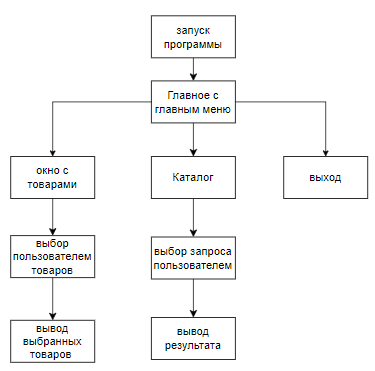 запуск
программы
Главное с
главным меню
окно с
товарами
Каталог
выход
выбор
пользователем
товаров
выбор запроса
пользователем
вывод
выбранных
товаров
вывод
результата